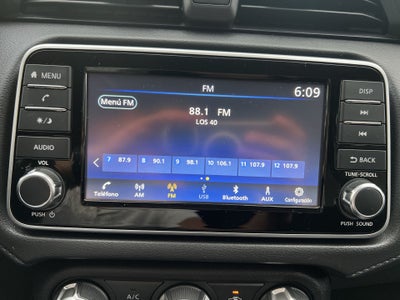 MENU
AUDIO
VOL
PUSH
FM
6:09
Menú FM
88.1 FM
LOS 40
7 87.9 8 90.1 9 98.1 10 106.1 11 107.9 12 107.9
Teléfono AM FM USB Bluetooth AUX Configuración
DISP
BACK
TUNE-SCROLL
PUSH SOUND
A/C